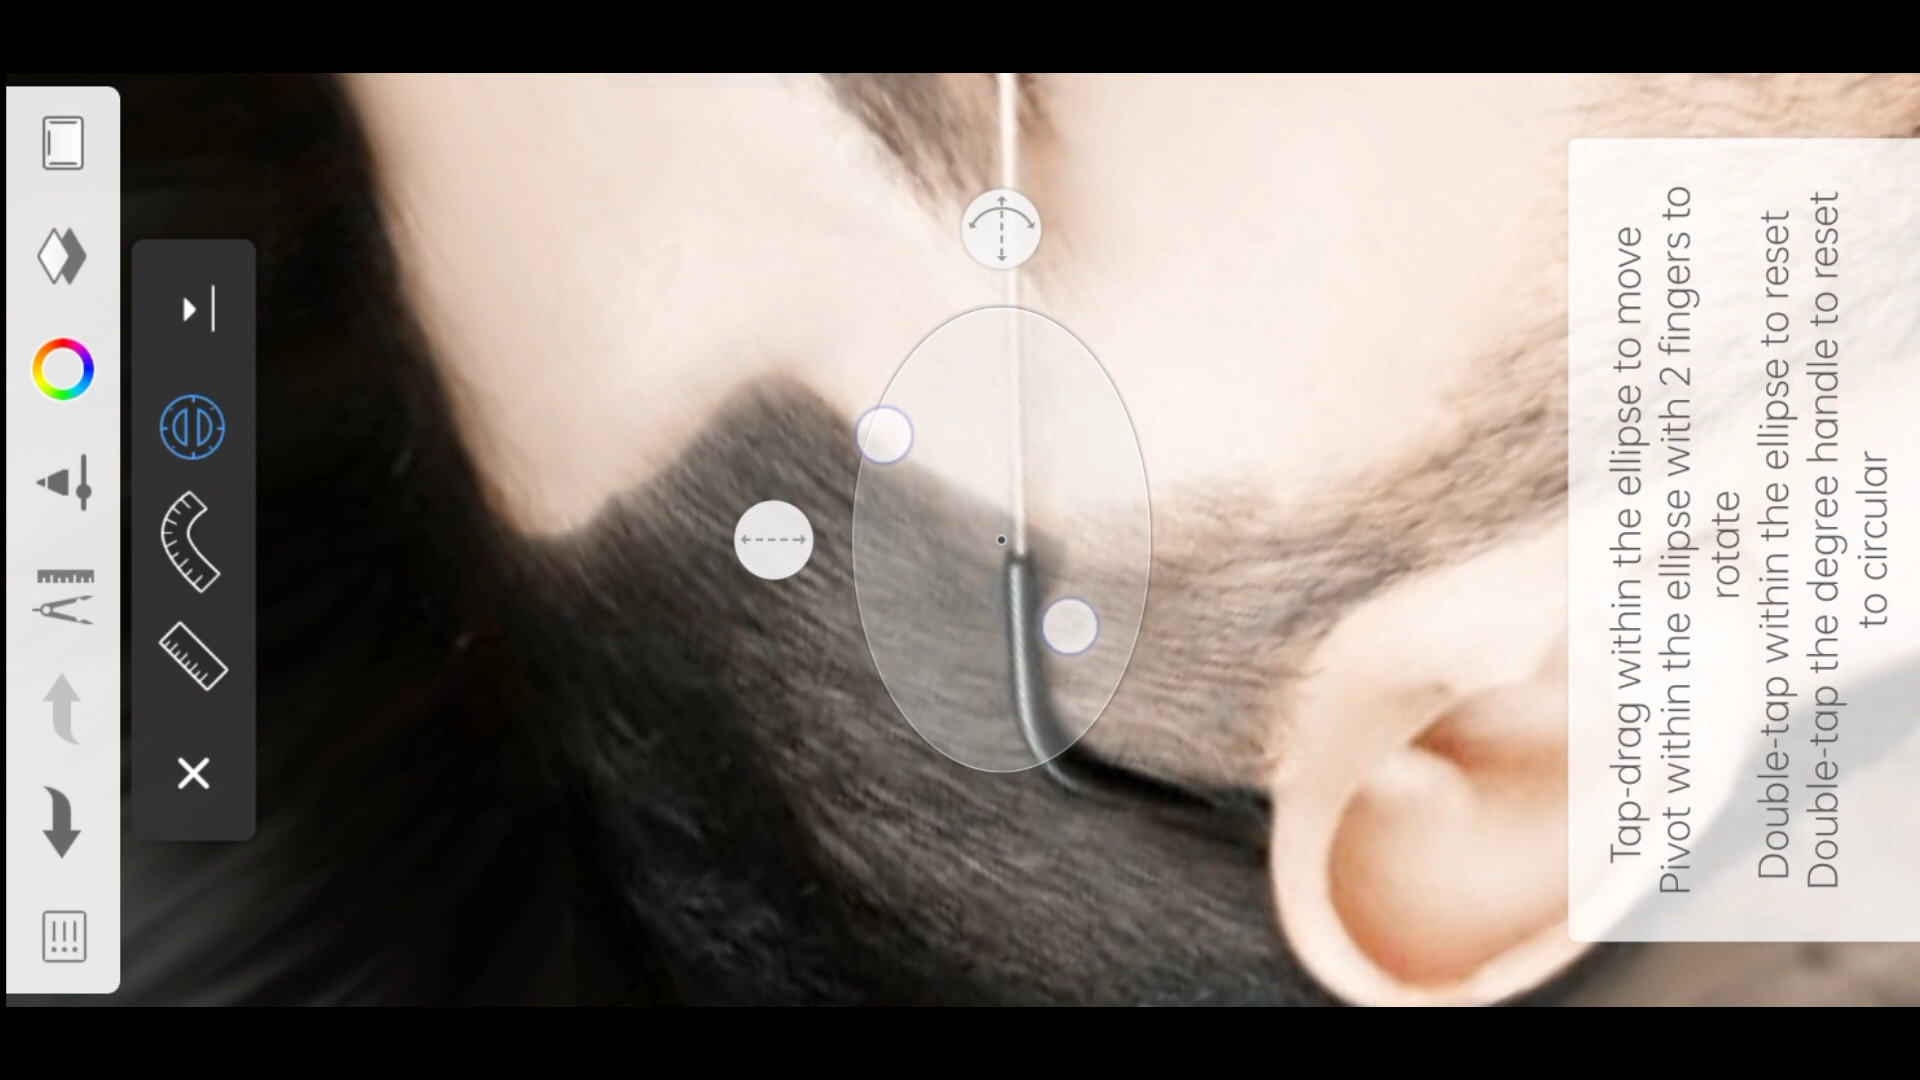 Tap-drag within the ellipse to move
Pivot within the ellipse with 2 fingers to
rotate
Double-tap within the ellipse to reset
Double-tap the degree handle to reset
to circular